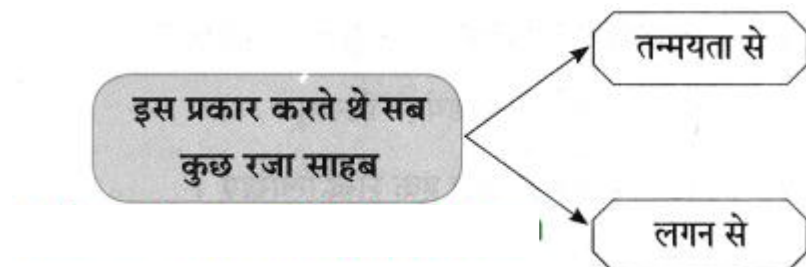 तन्मयता से
इस प्रकार करते थे सब
कुछ रजा साहब
लगन से